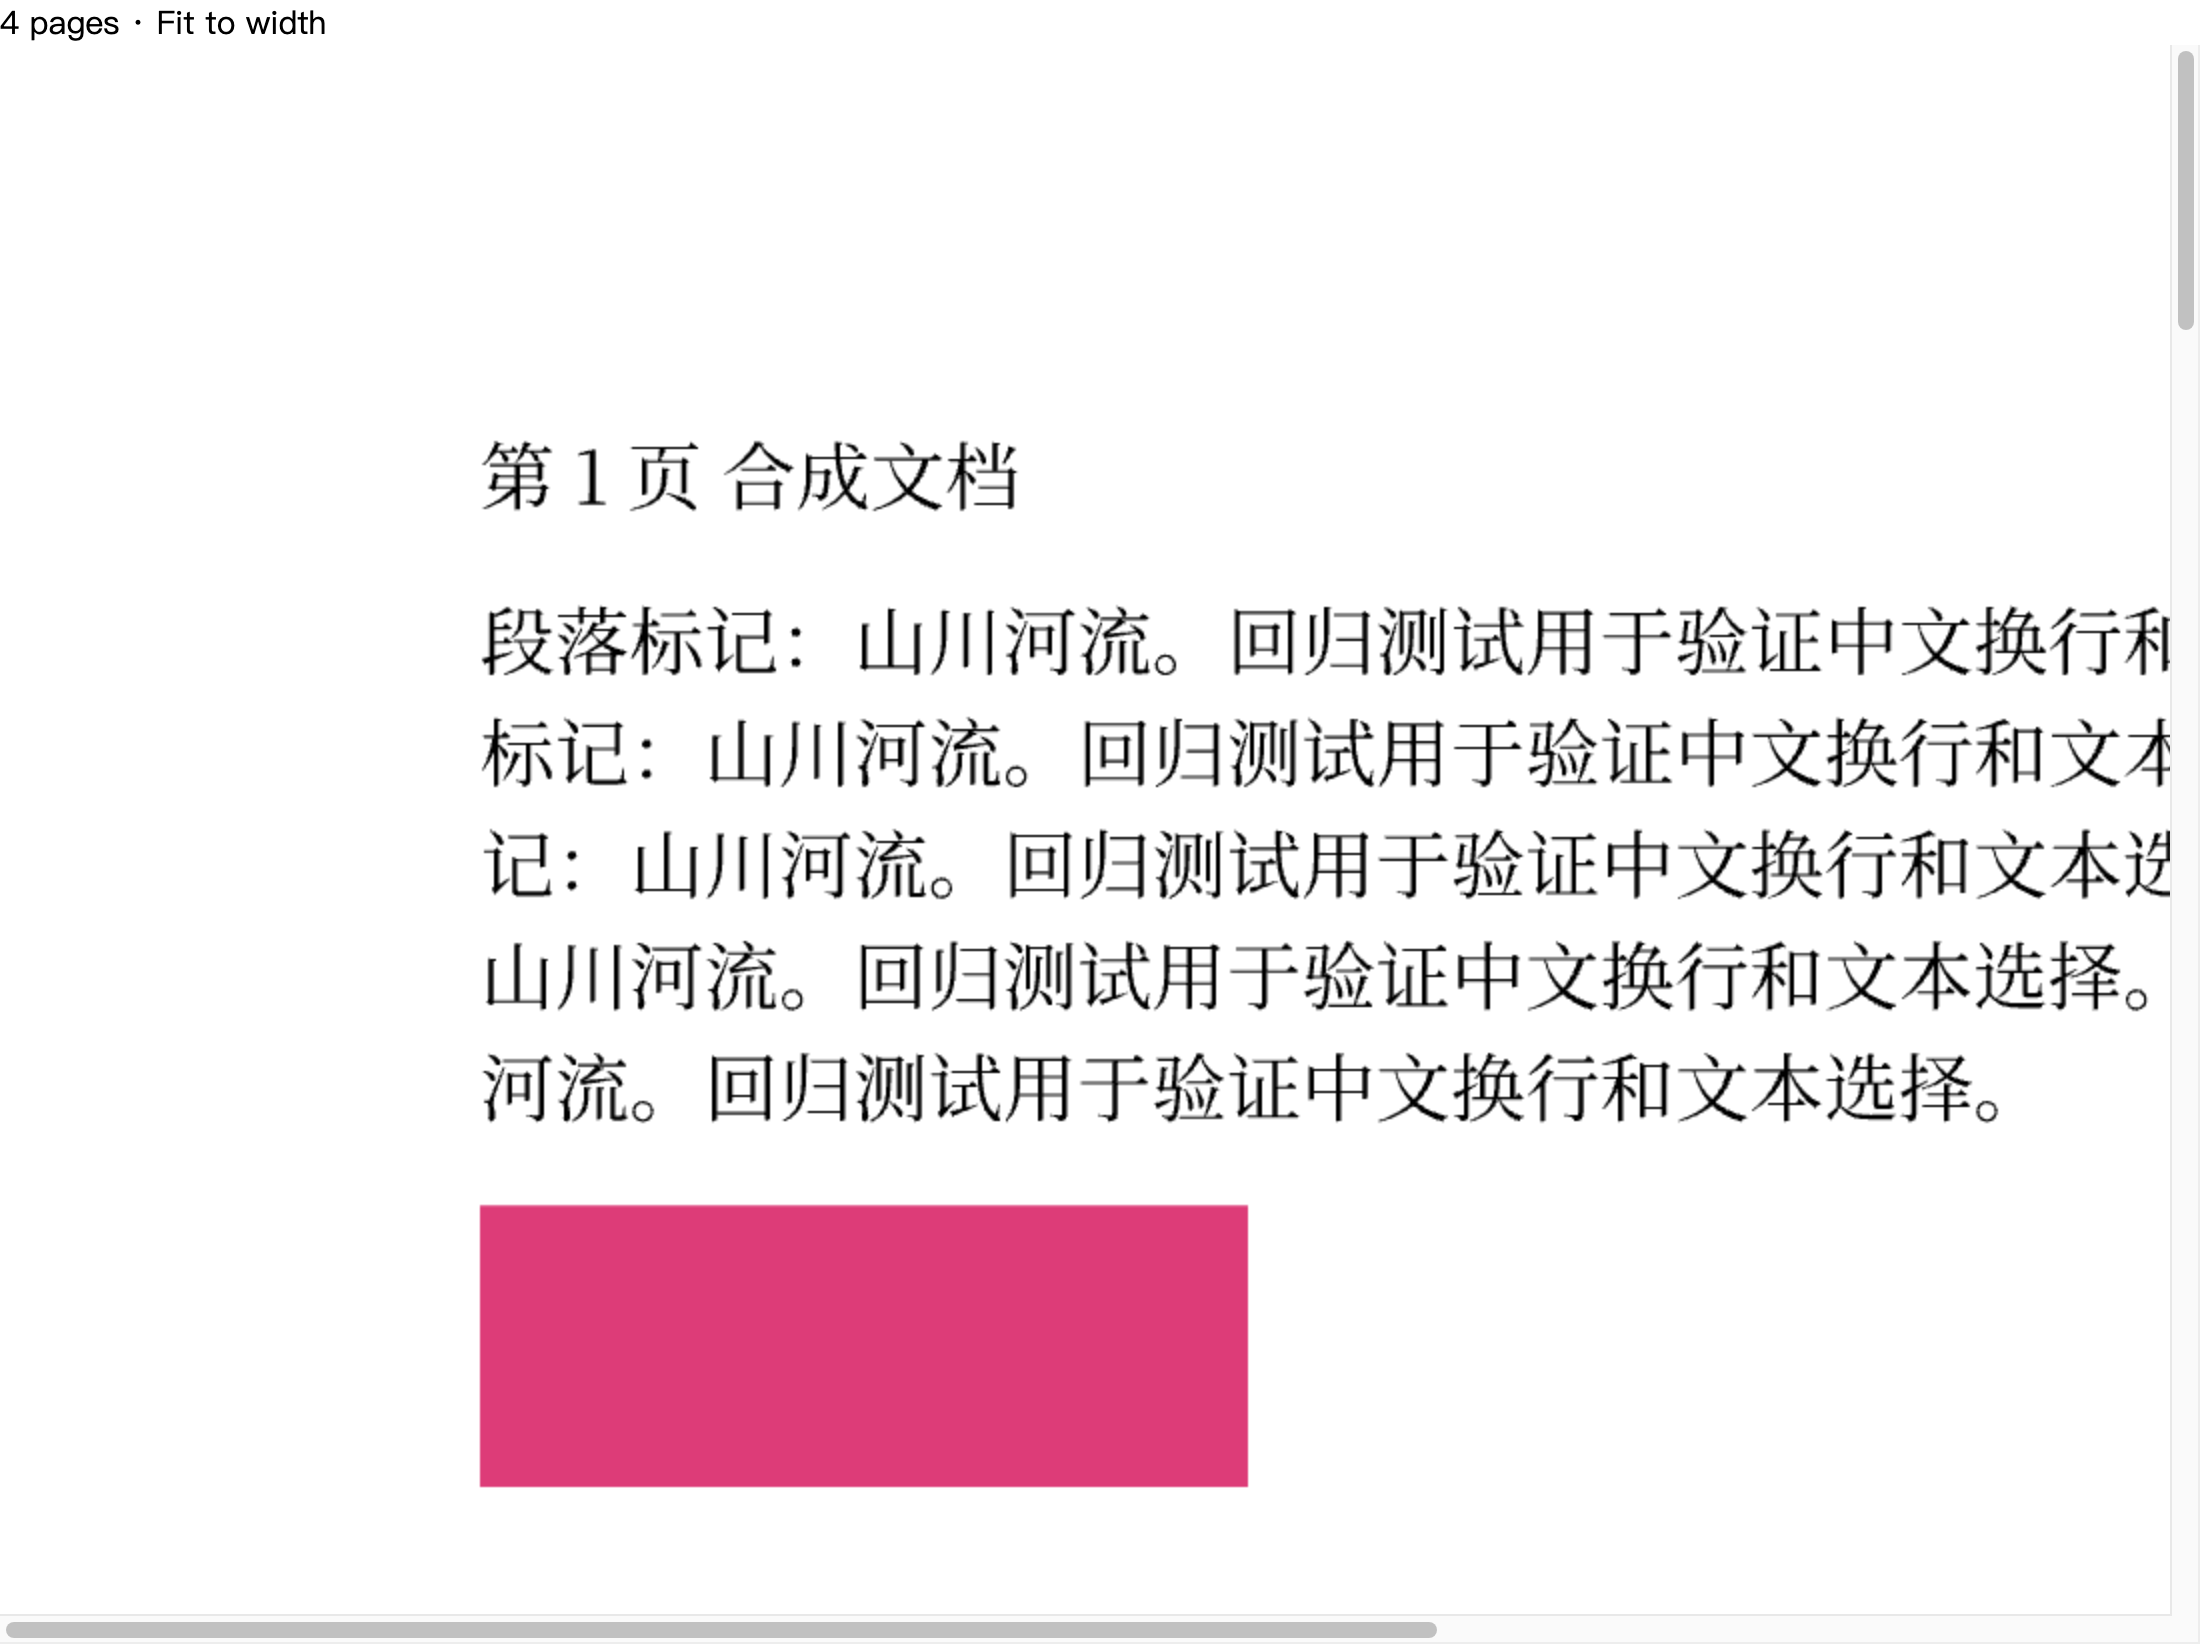 4 pages · Fit to width
第 1 页 合成文档
段落标记：山川河流。回归测试用于验证中文换行和
标记：山川河流。回归测试用于验证中文换行和文本
记：山川河流。回归测试用于验证中文换行和文本选
山川河流。回归测试用于验证中文换行和文本选择。
河流。回归测试用于验证中文换行和文本选择。